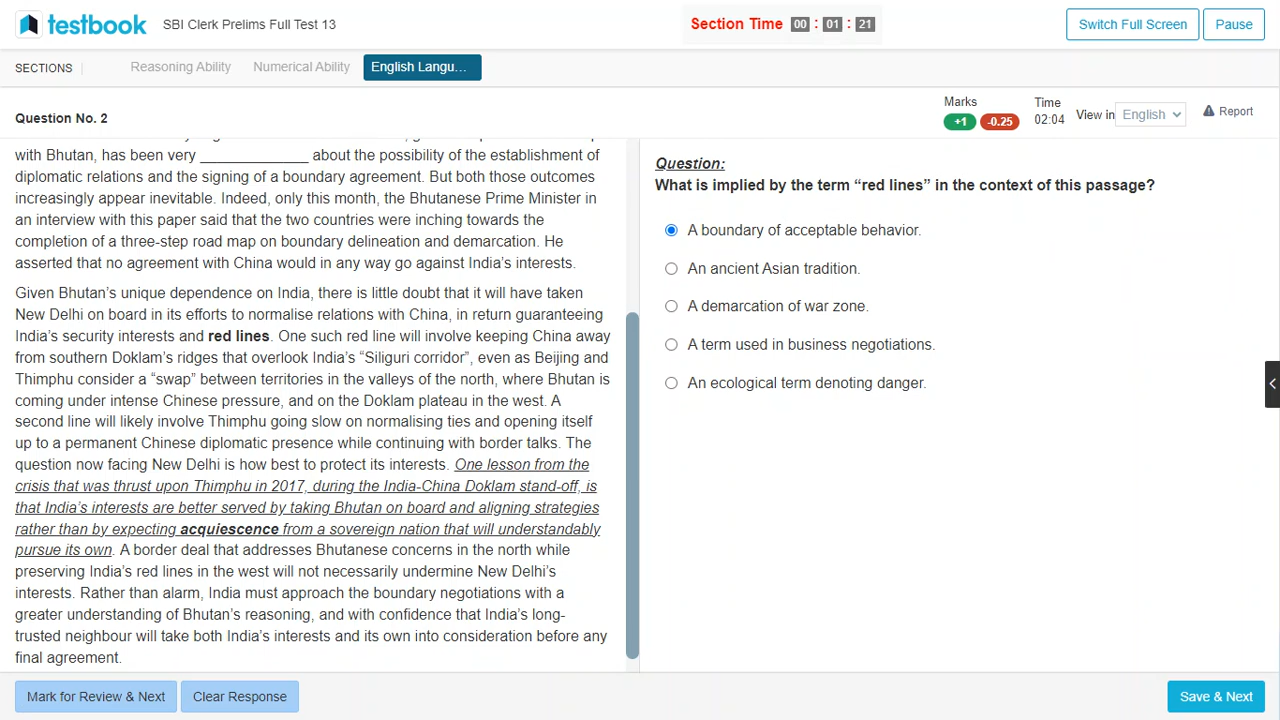 testbook
SBI Clerk Prelims Full Test 13
Section Time 00 : 01 : 21
Switch Full Screen
Pause
SECTIONS
Reasoning Ability
Numerical Ability
English Langu...
Question No. 2
Marks
+1
-0.25
Time
02:04
View in
English
Report
with Bhutan, has been very ______________ about the possibility of the establishment of
diplomatic relations and the signing of a boundary agreement. But both those outcomes
increasingly appear inevitable. Indeed, only this month, the Bhutanese Prime Minister in
an interview with this paper said that the two countries were inching towards the
completion of a three-step road map on boundary delineation and demarcation. He
asserted that no agreement with China would in any way go against India’s interests.
Given Bhutan’s unique dependence on India, there is little doubt that it will have taken
New Delhi on board in its efforts to normalise relations with China, in return guaranteeing
India’s security interests and red lines. One such red line will involve keeping China away
from southern Doklam’s ridges that overlook India’s “Siliguri corridor”, even as Beijing and
Thimphu consider a “swap” between territories in the valleys of the north, where Bhutan is
coming under intense Chinese pressure, and on the Doklam plateau in the west. A
second line will likely involve Thimphu going slow on normalising ties and opening itself
up to a permanent Chinese diplomatic presence while continuing with border talks. The
question now facing New Delhi is how best to protect its interests. One lesson from the
crisis that was thrust upon Thimphu in 2017, during the India-China Doklam stand-off, is
that India’s interests are better served by taking Bhutan on board and aligning strategies
rather than by expecting acquiescence from a sovereign nation that will understandably
pursue its own. A border deal that addresses Bhutanese concerns in the north while
preserving India’s red lines in the west will not necessarily undermine New Delhi’s
interests. Rather than alarm, India must approach the boundary negotiations with a
greater understanding of Bhutan’s reasoning, and with confidence that India’s long-
trusted neighbour will take both India’s interests and its own into consideration before any
final agreement.
Question:
What is implied by the term “red lines” in the context of this passage?
A boundary of acceptable behavior.
An ancient Asian tradition.
A demarcation of war zone.
A term used in business negotiations.
An ecological term denoting danger.
Mark for Review & Next
Clear Response
Save & Next